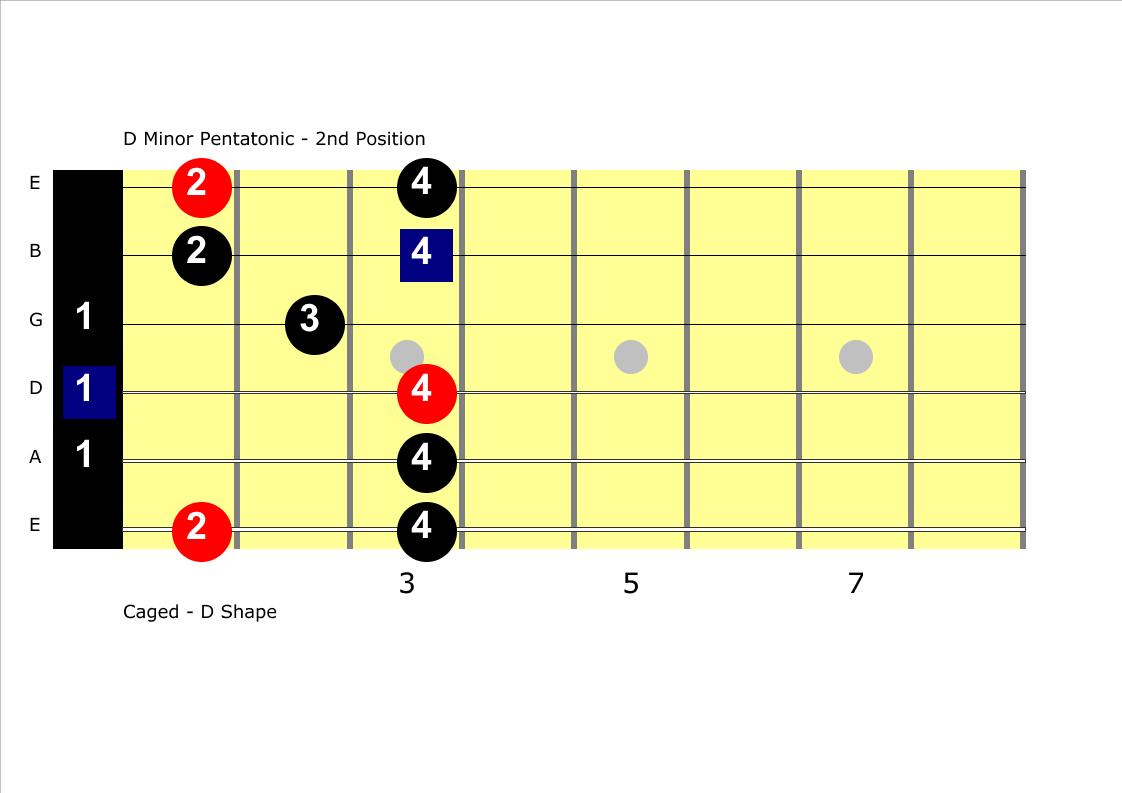 D Minor Pentatonic - 2nd Position
E 2 4
B 2 4
G 1 3
D 1 4
A 1 4
E 2 4
3 5 7
Caged - D Shape